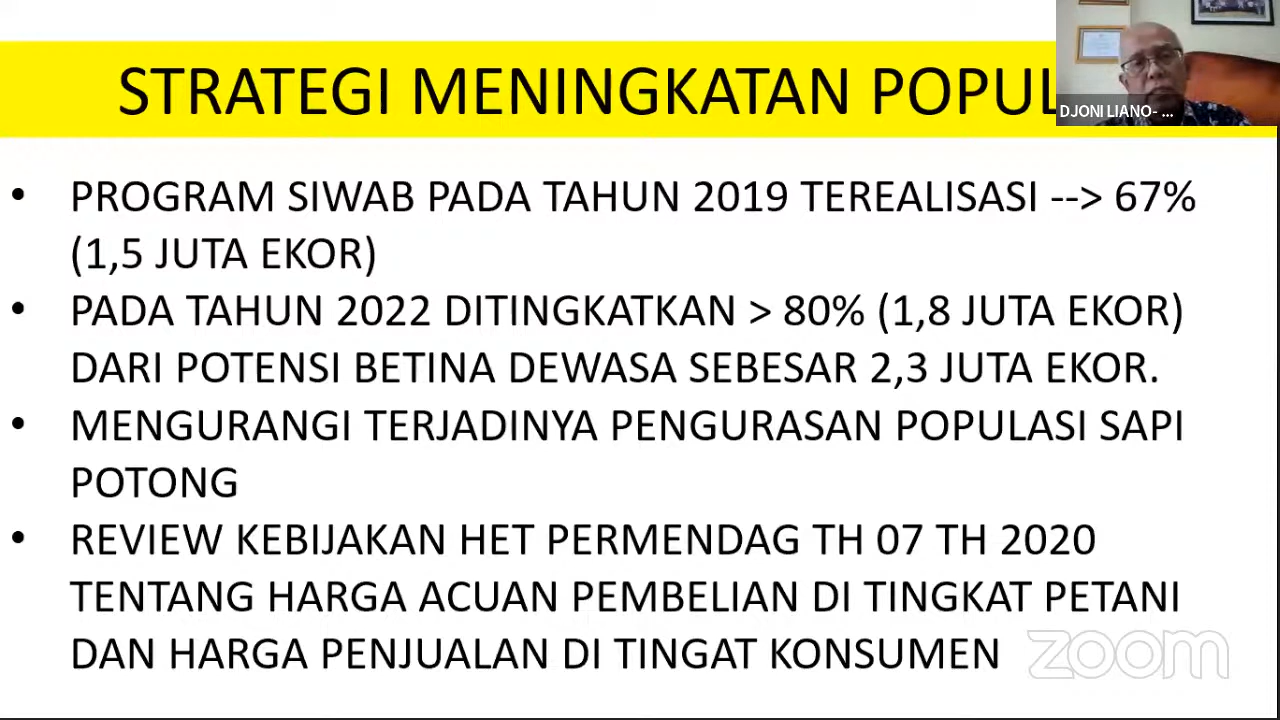 STRATEGI MENINGKATAN POPUL
DJONI LIANO- ...
• PROGRAM SIWAB PADA TAHUN 2019 TEREALISASI --> 67%
(1,5 JUTA EKOR)
• PADA TAHUN 2022 DITINGKATKAN > 80% (1,8 JUTA EKOR)
DARI POTENSI BETINA DEWASA SEBESAR 2,3 JUTA EKOR.
• MENGURANGI TERJADINYA PENGURASAN POPULASI SAPI
POTONG
• REVIEW KEBIJAKAN HET PERMENDAG TH 07 TH 2020
TENTANG HARGA ACUAN PEMBELIAN DI TINGKAT PETANI
DAN HARGA PENJUALAN DI TINGAT KONSUMEN
zoom